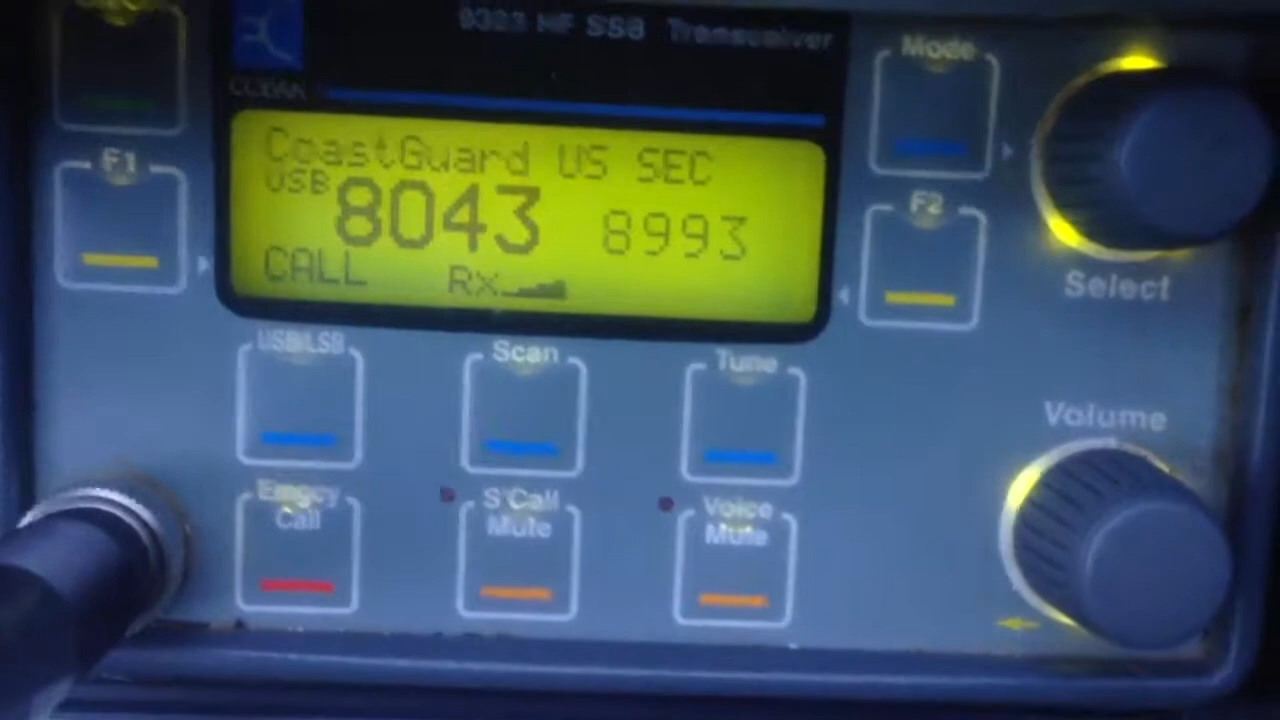 9323 HF SSB Transceiver
CODAN
Mode
F1
CoastGuard US SEC
USB 8043 8993
CALL Rx
F2
Select
USB/LSB Scan Tune
Volume
Emgcy Call
S'Call Mute
Voice Mute